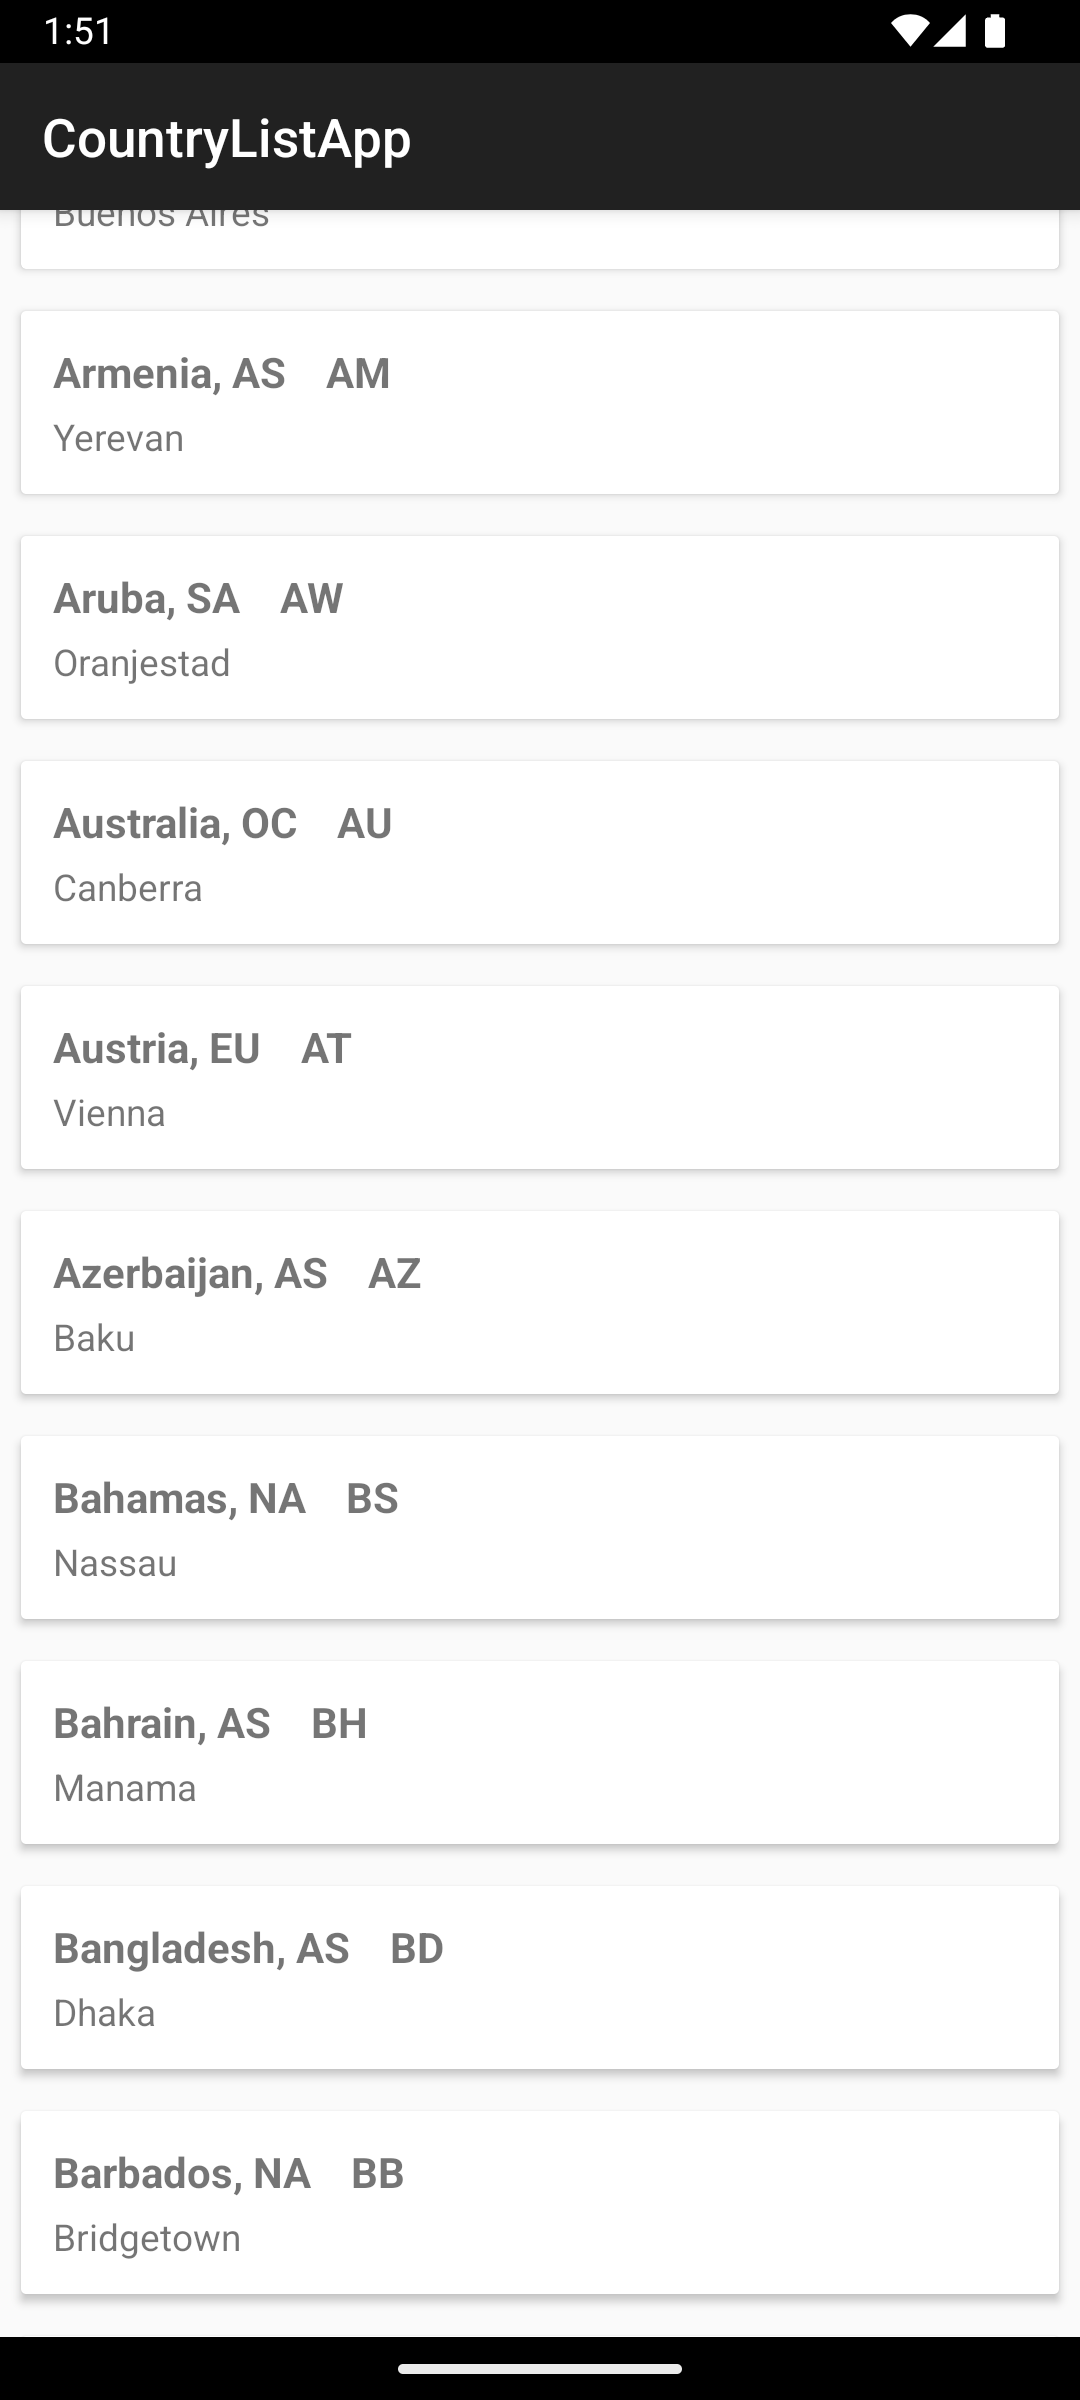 1:51
CountryListApp
Buenos Aires
Armenia, AS AM
Yerevan
Aruba, SA AW
Oranjestad
Australia, OC AU
Canberra
Austria, EU AT
Vienna
Azerbaijan, AS AZ
Baku
Bahamas, NA BS
Nassau
Bahrain, AS BH
Manama
Bangladesh, AS BD
Dhaka
Barbados, NA BB
Bridgetown